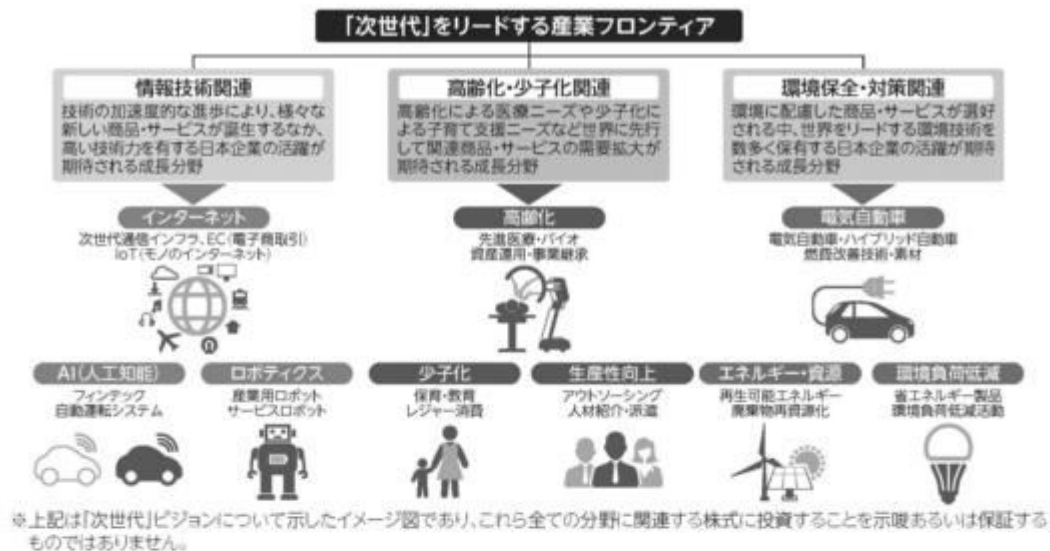 「次世代」をリードする産業フロンティア
情報技術関連
技術の加速度的な進歩により、様々な
新しい商品・サービスが誕生するなか、
高い技術力を有する日本企業の活躍が
期待される成長分野
高齢化・少子化関連
高齢化による医療ニーズや少子化に
よる子育て支援ニーズなど世界に先行
して関連商品・サービスの需要拡大が
期待される成長分野
環境保全・対策関連
環境に配慮した商品・サービスが選好
される中、世界をリードする環境技術を
数多く保有する日本企業の活躍が期待
される成長分野
インターネット
次世代通信インフラ、EC(電子商取引)
IoT(モノのインターネット)
高齢化
先進医療・バイオ
資産運用・事業継承
電気自動車
電気自動車・ハイブリッド自動車
燃費改善技術・素材
AI(人工知能)
フィンテック
自動運転システム
ロボティクス
産業用ロボット
サービスロボット
少子化
保育・教育
レジャー消費
生産性向上
アウトソーシング
人材紹介・派遣
エネルギー・資源
再生可能エネルギー
廃棄物再資源化
環境負荷低減
省エネルギー製品
環境負荷低減活動
※上記は「次世代」ビジョンについて示したイメージ図であり、これら全ての分野に関連する株式に投資することを示唆あるいは保証する
ものではありません。